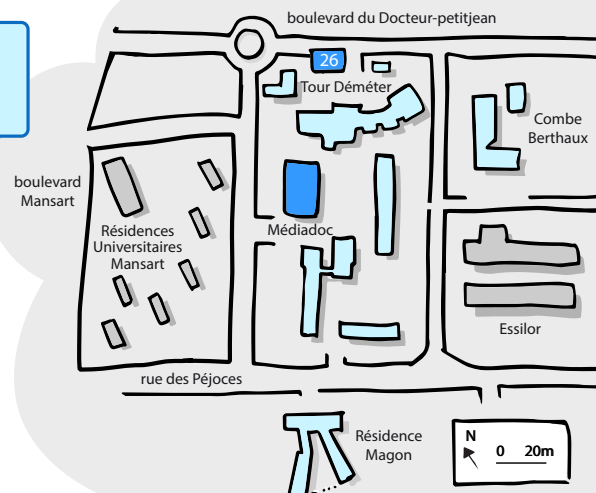 boulevard du Docteur-petitjean
26
Tour Déméter
Combe
Berthaux
boulevard
Mansart
Résidences
Universitaires
Mansart
Médiadoc
Essilor
rue des Péjoces
Résidence
Magon
N
0 20m